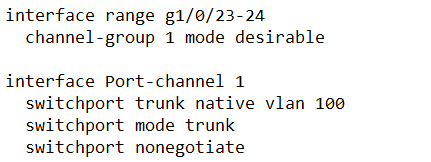 interface range g1/0/23-24
  channel-group 1 mode desirable

interface Port-channel 1
  switchport trunk native vlan 100
  switchport mode trunk
  switchport nonegotiate